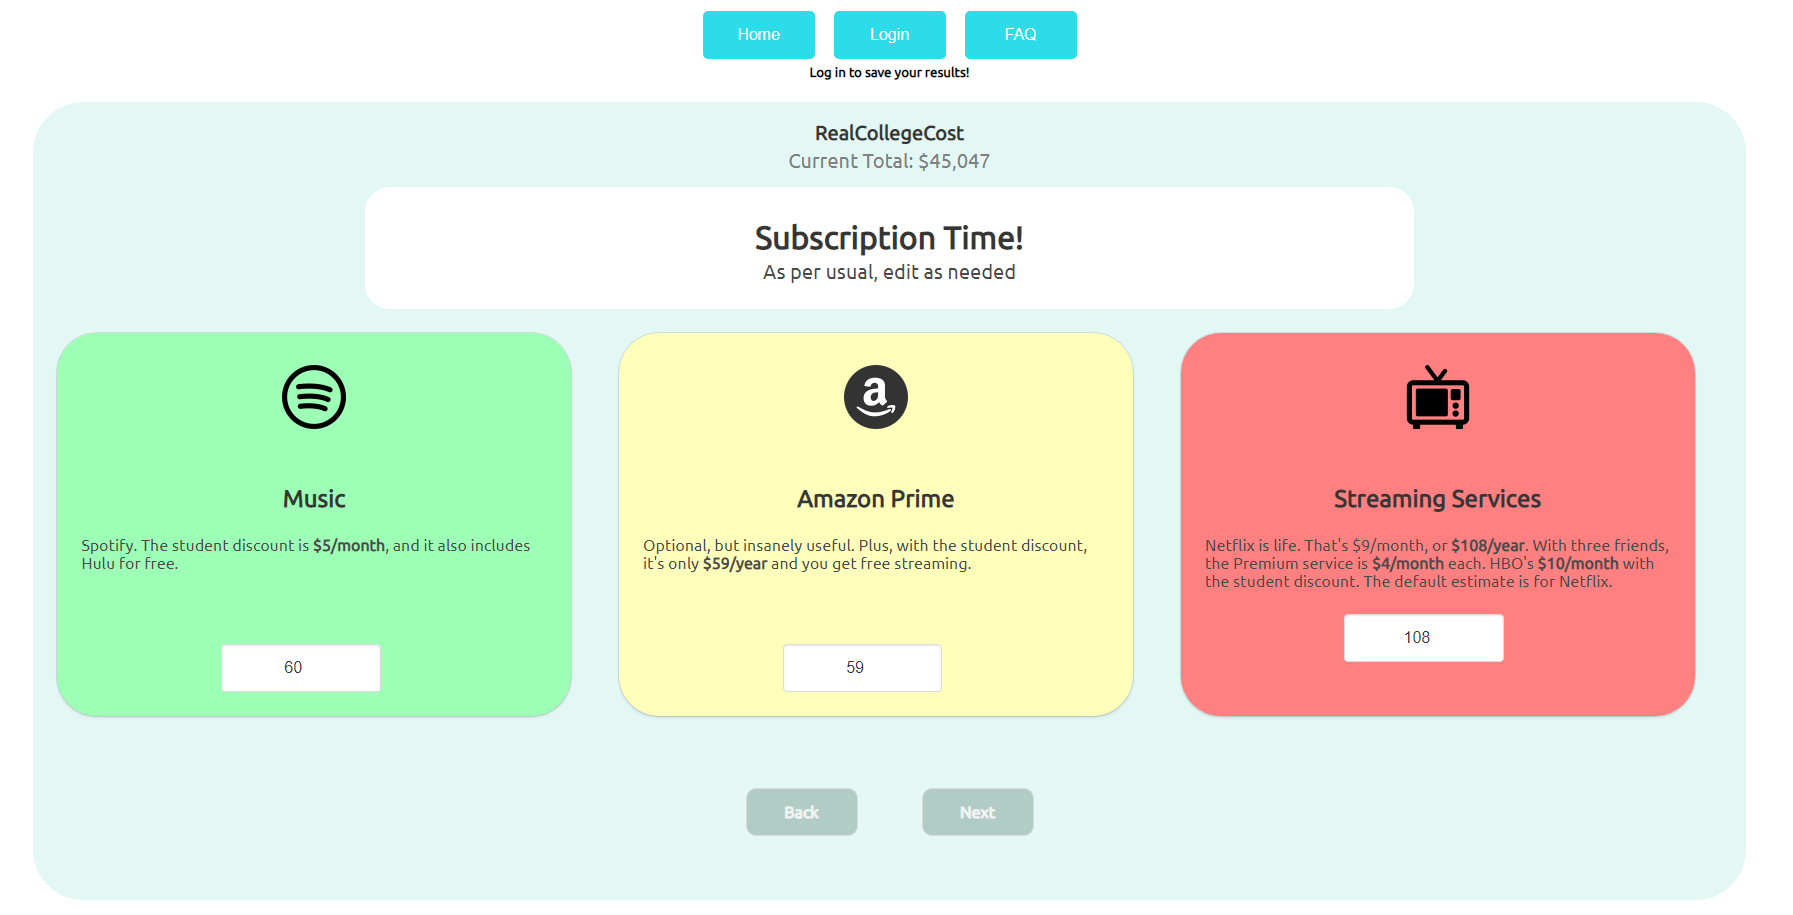 Home
Login
FAQ
Log in to save your results!
RealCollegeCost
Current Total: $45,047
Subscription Time!
As per usual, edit as needed
Music
Spotify. The student discount is $5/month, and it also includes
Hulu for free.
60
Amazon Prime
Optional, but insanely useful. Plus, with the student discount,
it's only $59/year and you get free streaming.
59
Streaming Services
Netflix is life. That's $9/month, or $108/year. With three friends,
the Premium service is $4/month each. HBO's $10/month with
the student discount. The default estimate is for Netflix.
108
Back
Next